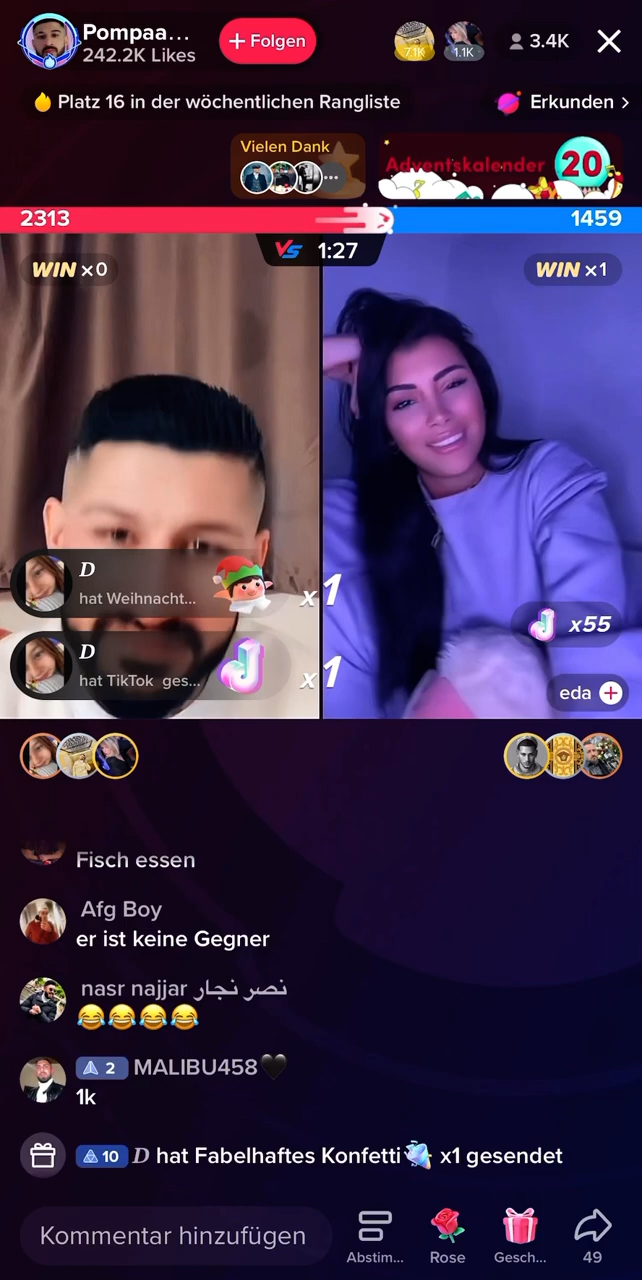 Pompaa...
242.2K Likes
+ Folgen
7.1K
1.1K
3.4K
Platz 16 in der wöchentlichen Rangliste
Erkunden >
Vielen Dank
...
Adventskalender
20
2313
1459
VS 1:27
WIN x0
WIN x1
D
hat Weihnacht...
x1
D
hat TikTok ges...
x1
x55
eda +
Fisch essen
Afg Boy
er ist keine Gegner
nasr najjar نصر نجار
😂😂😂😂
2 MALIBU458🖤
1k
10 D hat Fabelhaftes Konfetti x1 gesendet
Kommentar hinzufügen
Abstim...
Rose
Gesch...
49